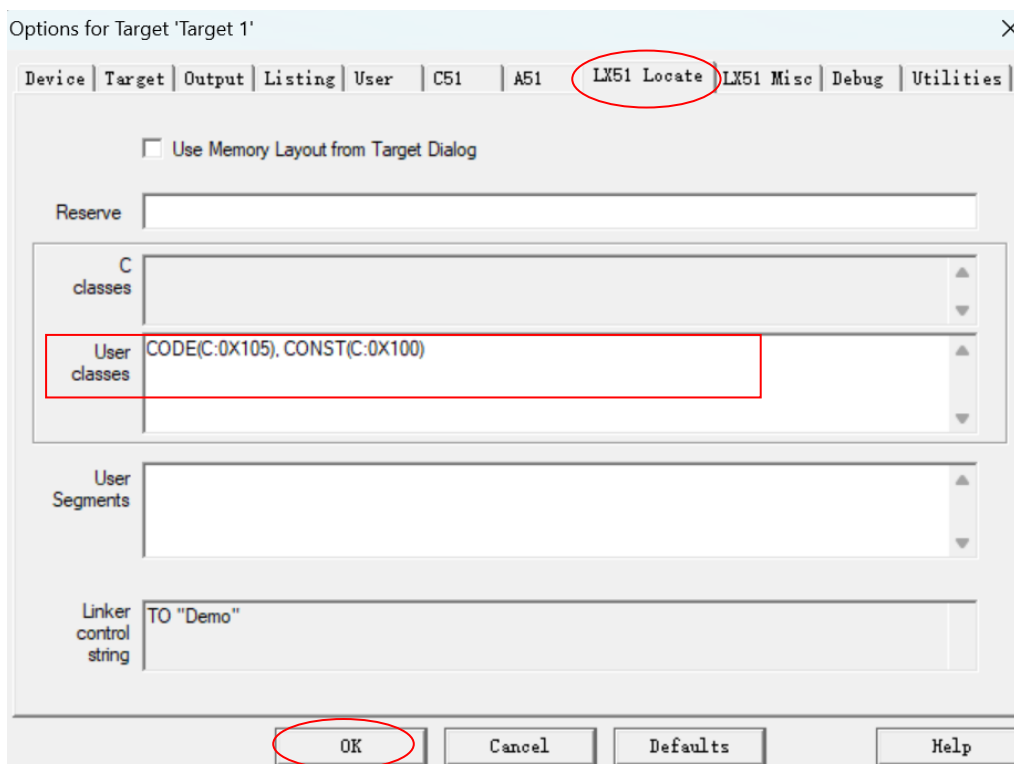 Options for Target 'Target 1'
Device Target Output Listing User C51 A51 LX51 Locate LX51 Misc Debug Utilities
Use Memory Layout from Target Dialog
Reserve
C
classes
User
classes
CODE(C:0X105), CONST(C:0X100)
User
Segments
Linker
control
string
TO "Demo"
OK Cancel Defaults Help